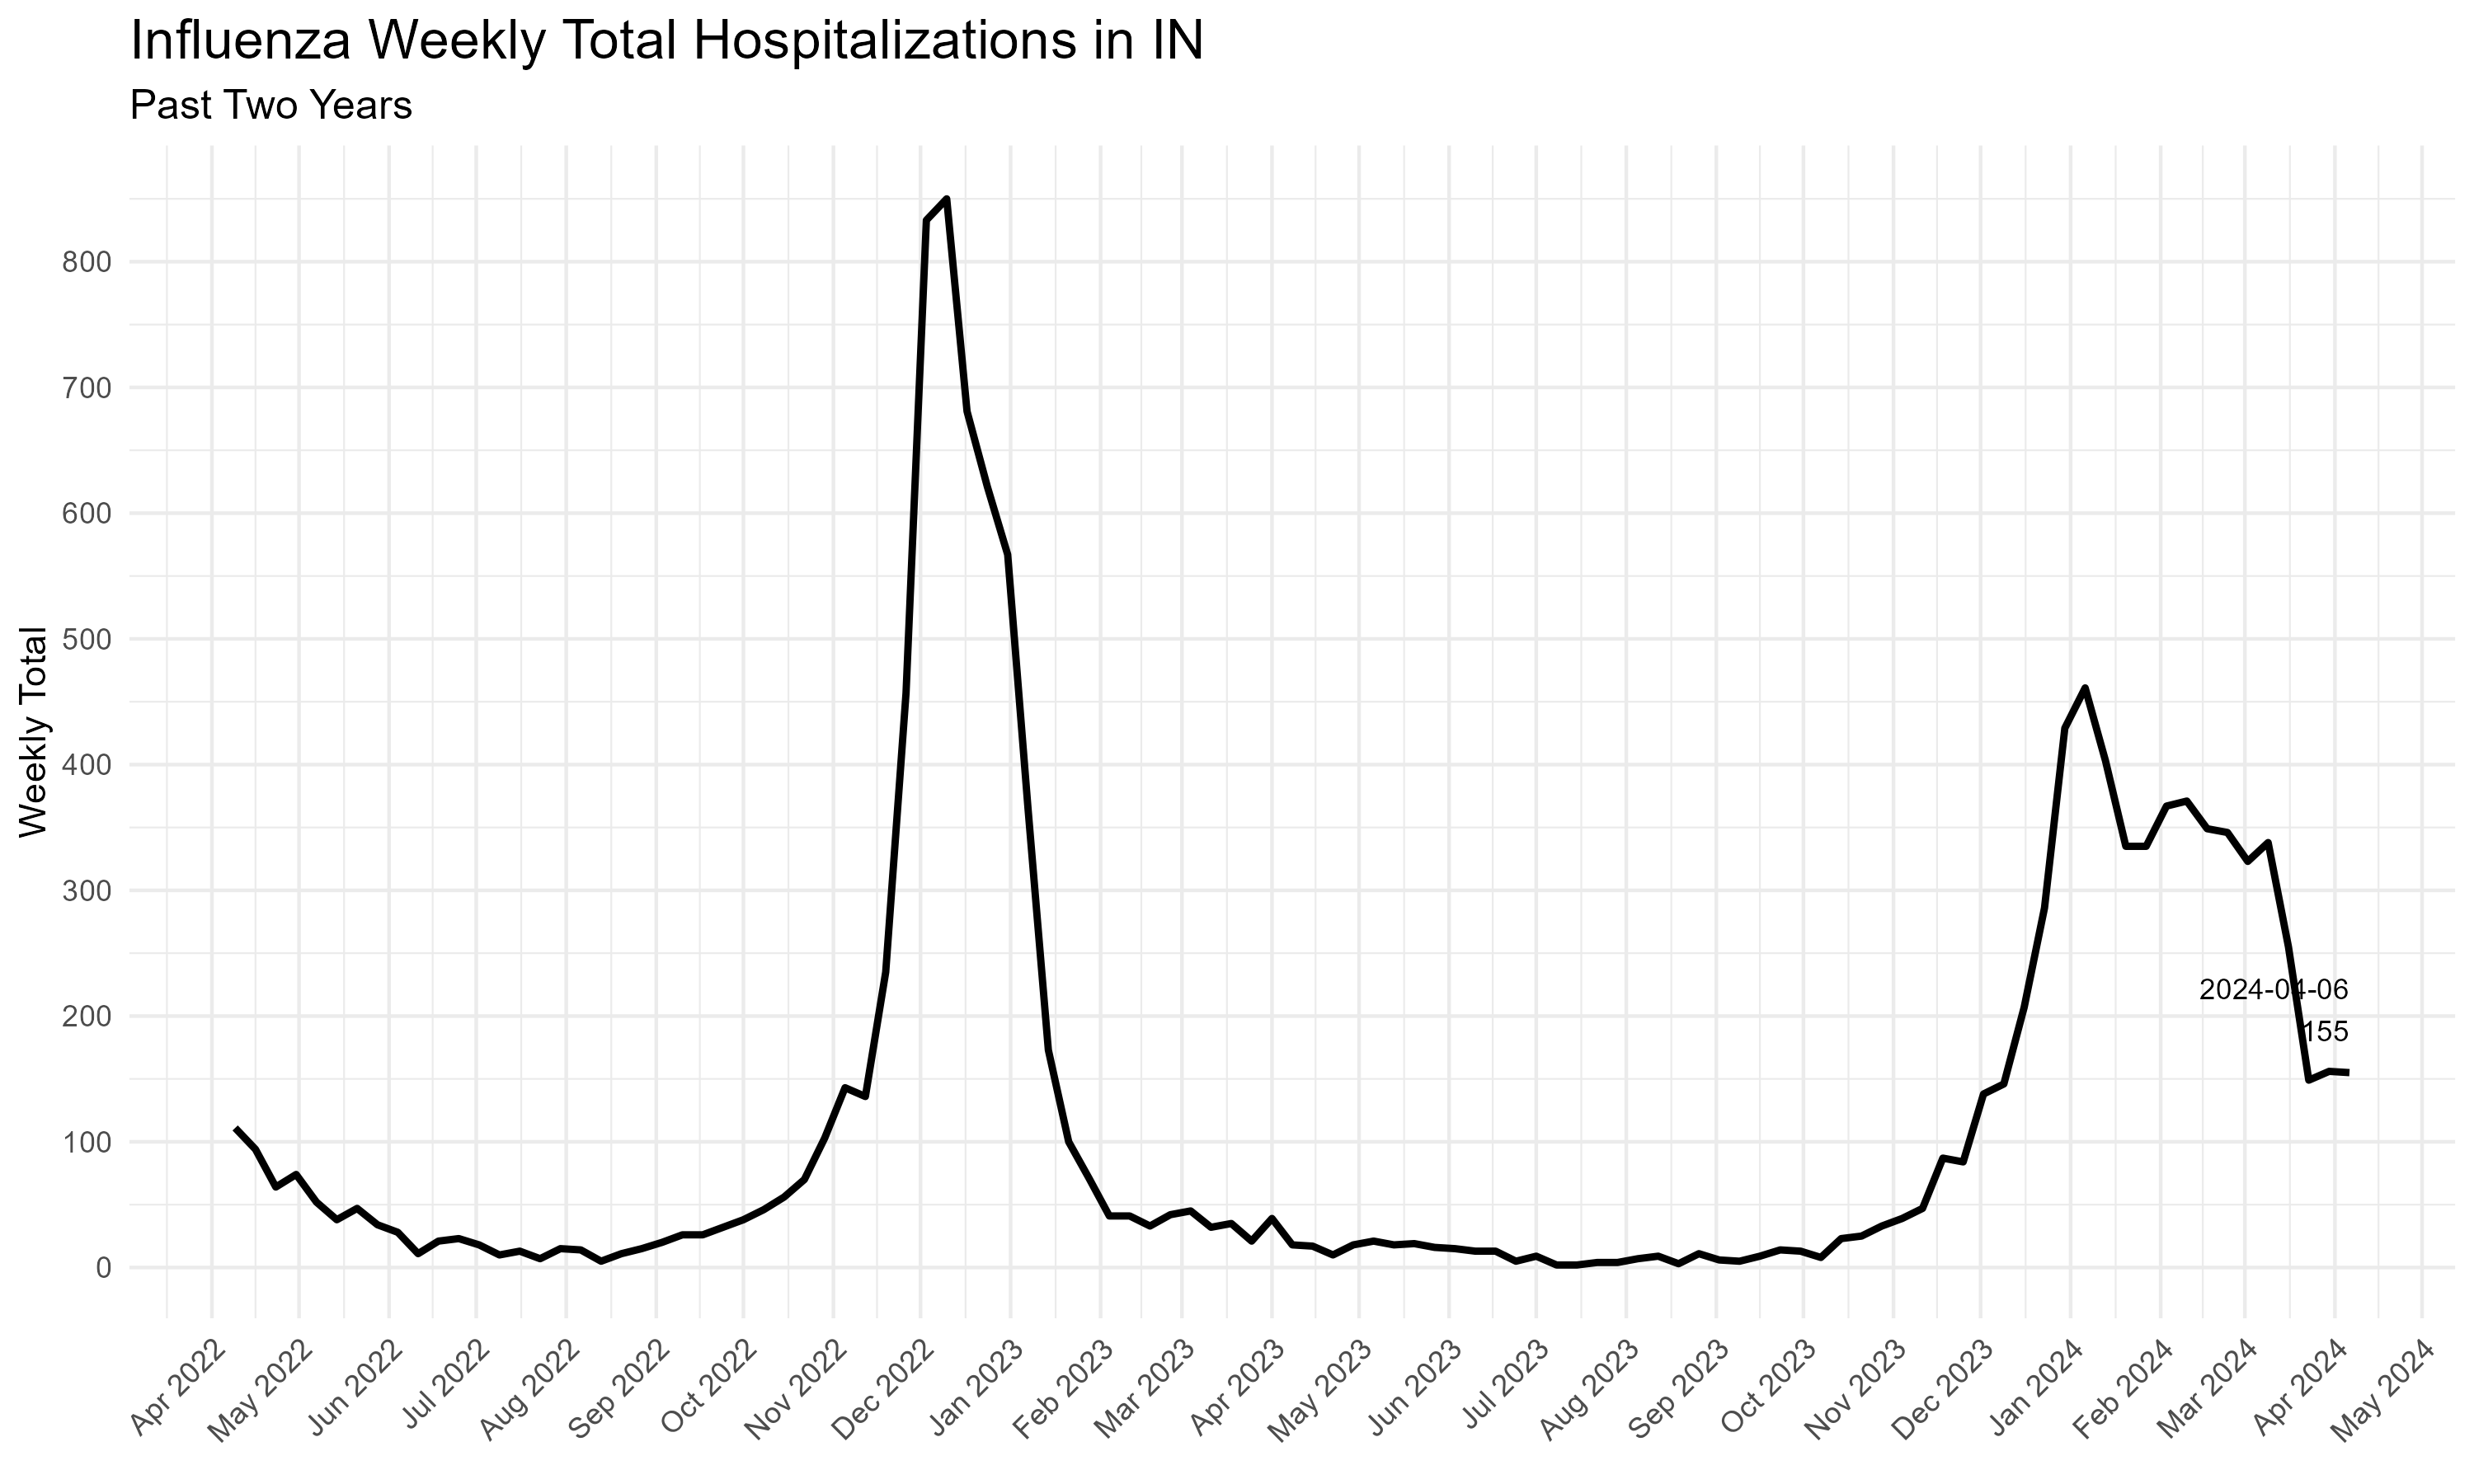 Influenza Weekly Total Hospitalizations in IN
Past Two Years
Weekly Total
800
700
600
500
400
300
200
100
0
2024-04-06
155
Apr 2022
May 2022
Jun 2022
Jul 2022
Aug 2022
Sep 2022
Oct 2022
Nov 2022
Dec 2022
Jan 2023
Feb 2023
Mar 2023
Apr 2023
May 2023
Jun 2023
Jul 2023
Aug 2023
Sep 2023
Oct 2023
Nov 2023
Dec 2023
Jan 2024
Feb 2024
Mar 2024
Apr 2024
May 2024